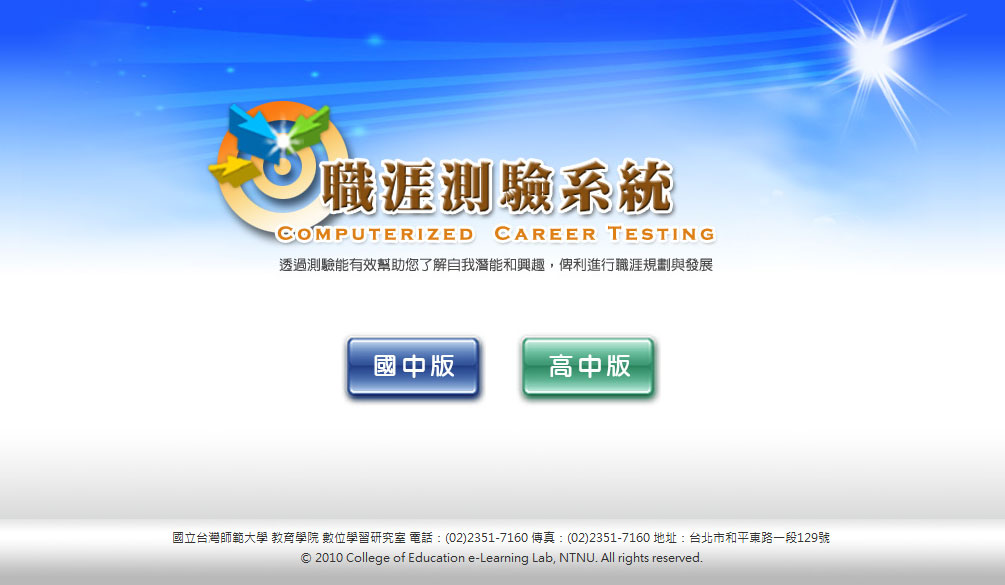 職涯測驗系統
COMPUTERIZED CAREER TESTING
透過測驗能有效幫助您了解自我潛能和興趣，俾利進行職涯規劃與發展
國中版
高中版
國立台灣師範大學 教育學院 數位學習研究室 電話：(02)2351-7160 傳真：(02)2351-7160 地址：台北市和平東路一段129號
© 2010 College of Education e-Learning Lab, NTNU. All rights reserved.